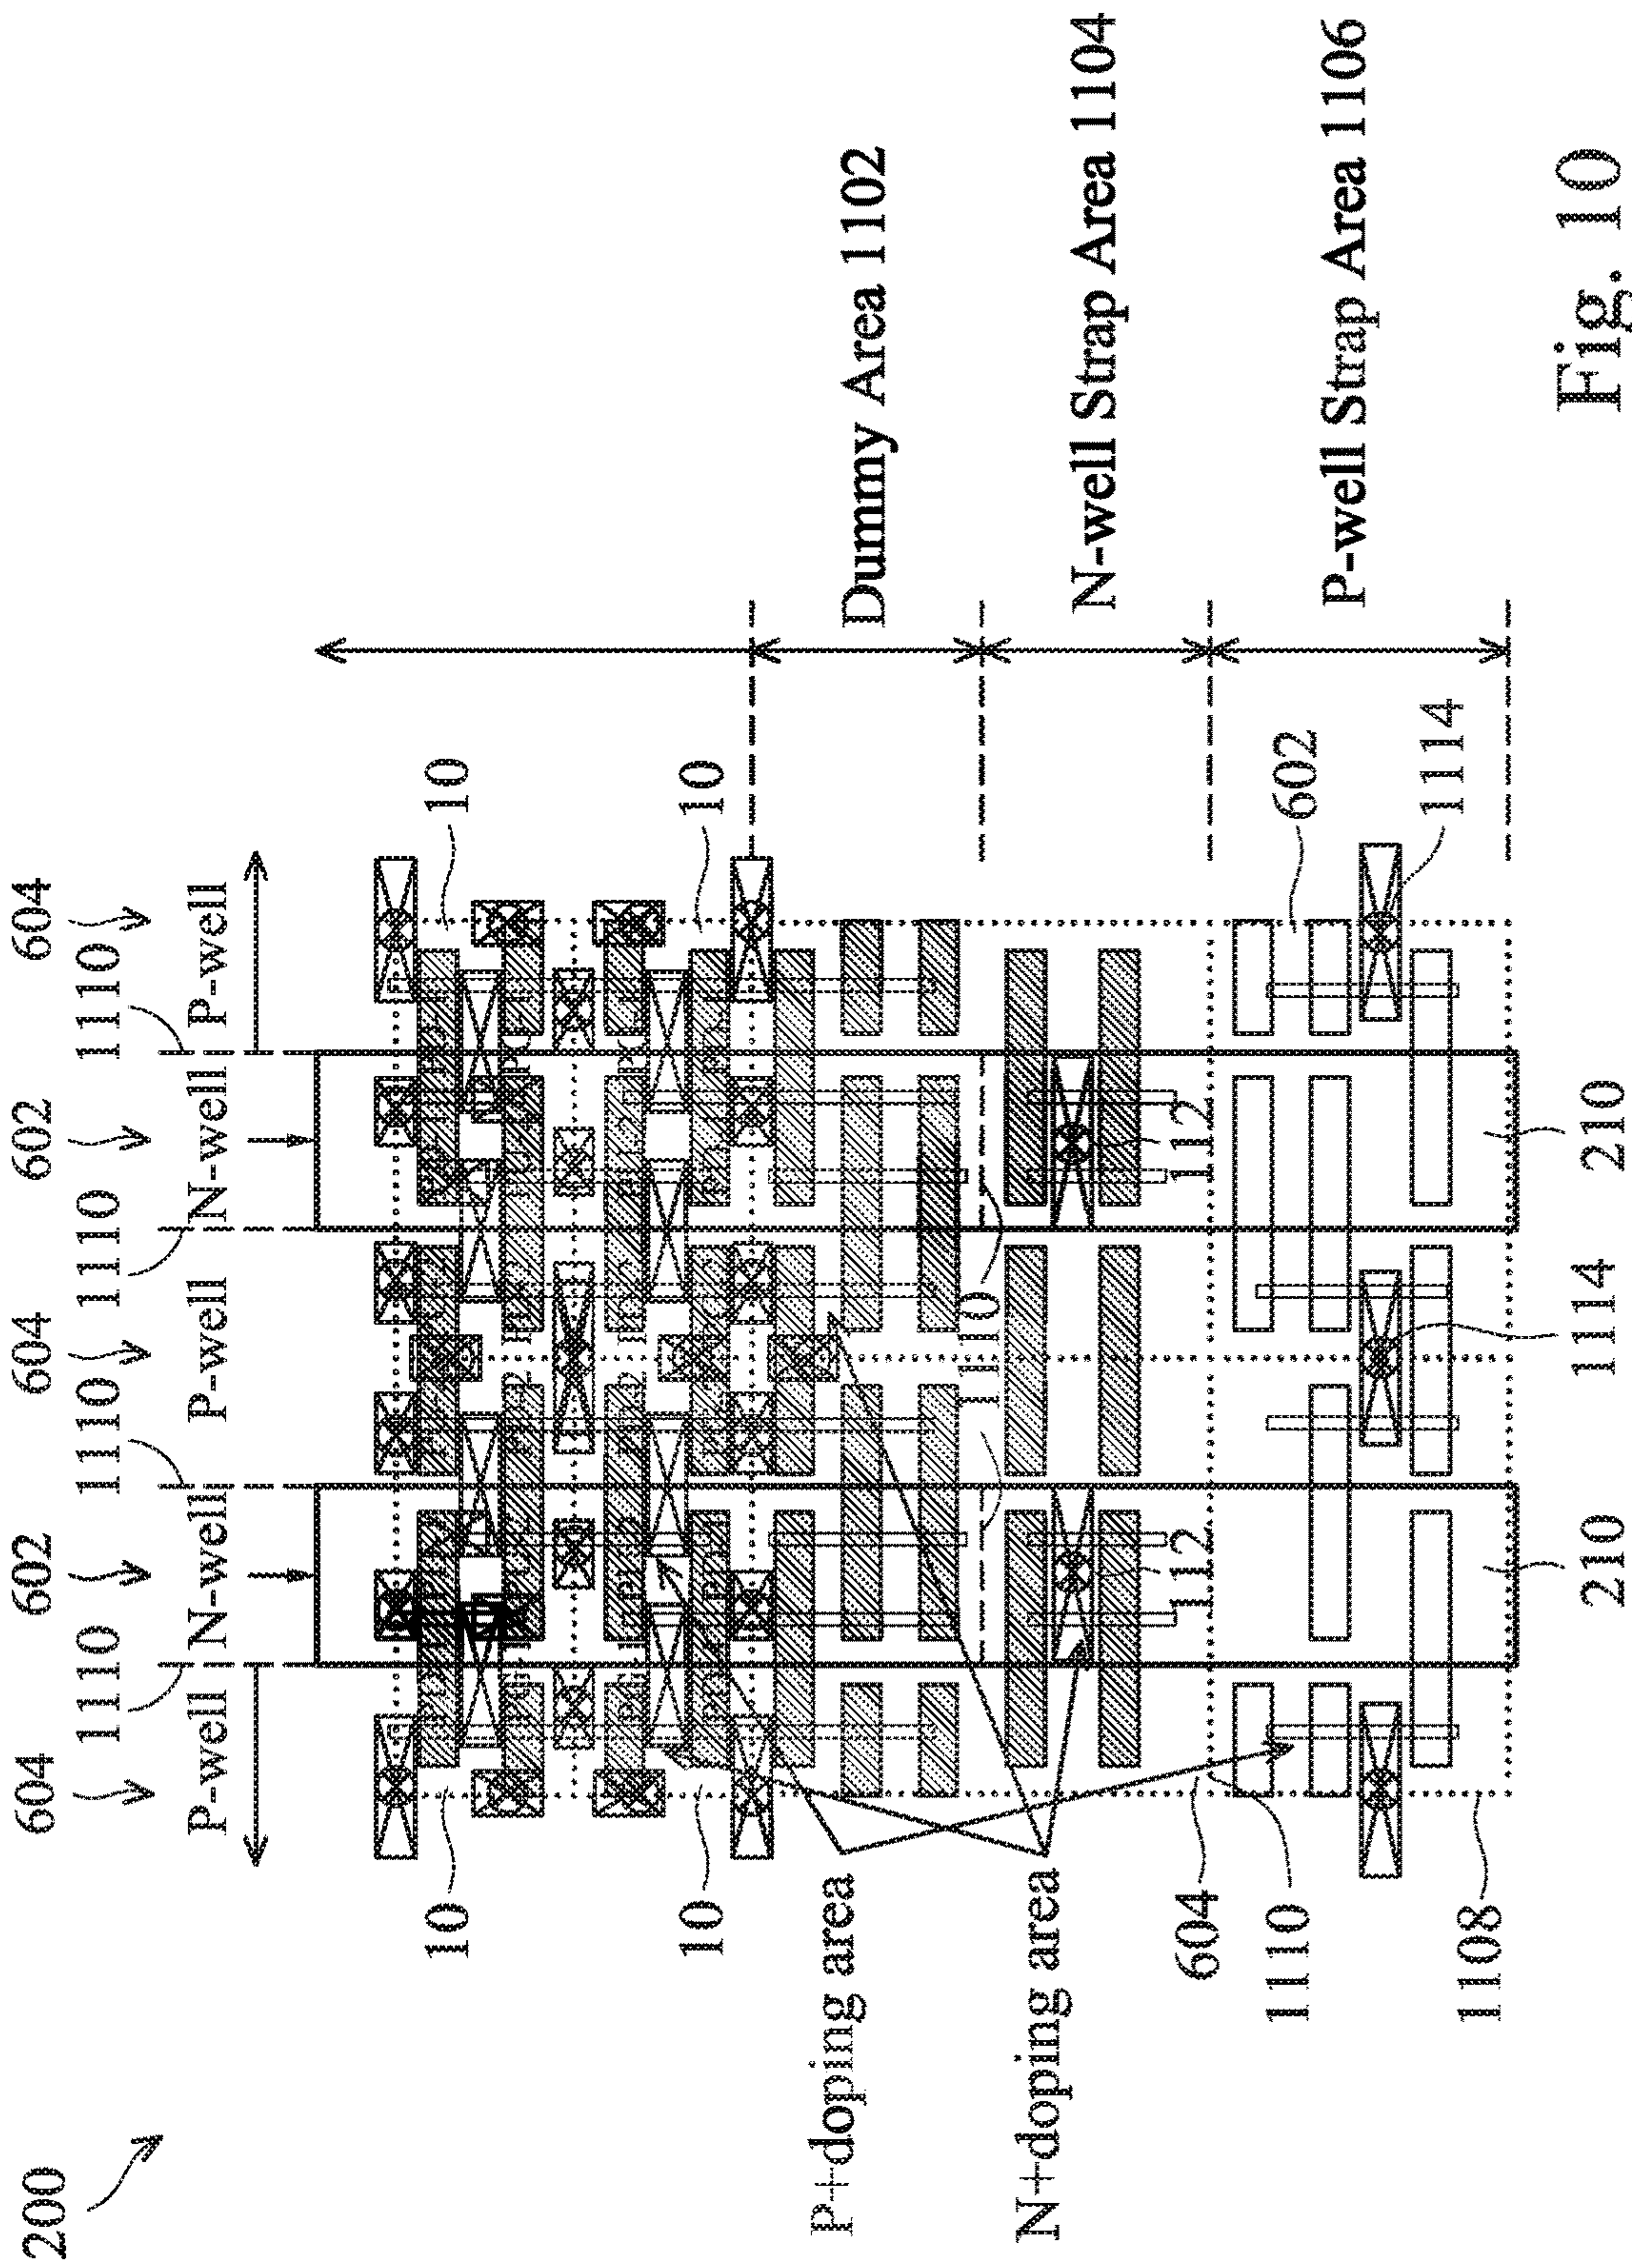 200
604 602 604 602 604
1110 1110 1110 1110
P-well N-well P-well N-well P-well
10 10
10 10
Dummy Area 1102
P+doping area
1110
N+doping area
N-well Strap Area 1104
112 112
604
1110
602
P-well Strap Area 1106
1114
1108
210 1114 210
Fig. 10